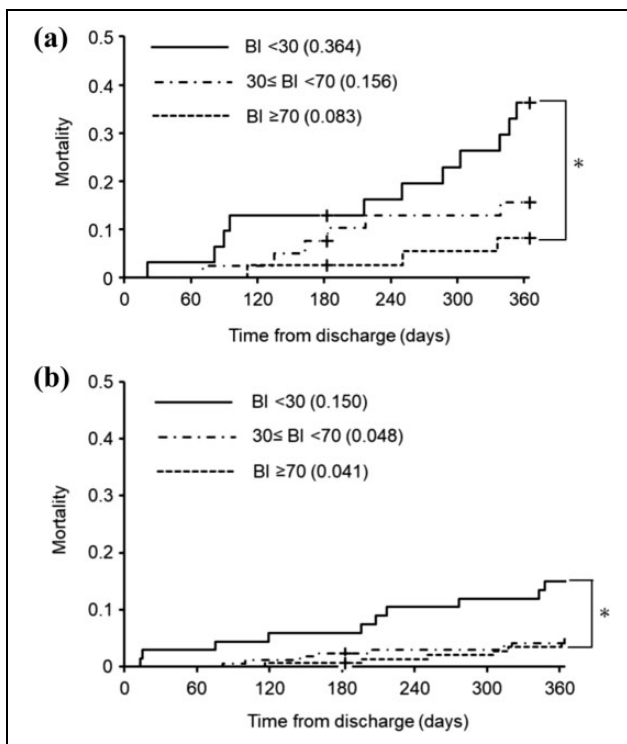 (a)
0.5
0.4
0.3
0.2
0.1
0
Mortality
BI <30 (0.364)
30≤ BI <70 (0.156)
BI ≥70 (0.083)
*
0 60 120 180 240 300 360
Time from discharge (days)
(b)
0.5
0.4
0.3
0.2
0.1
0
Mortality
BI <30 (0.150)
30≤ BI <70 (0.048)
BI ≥70 (0.041)
*
0 60 120 180 240 300 360
Time from discharge (days)